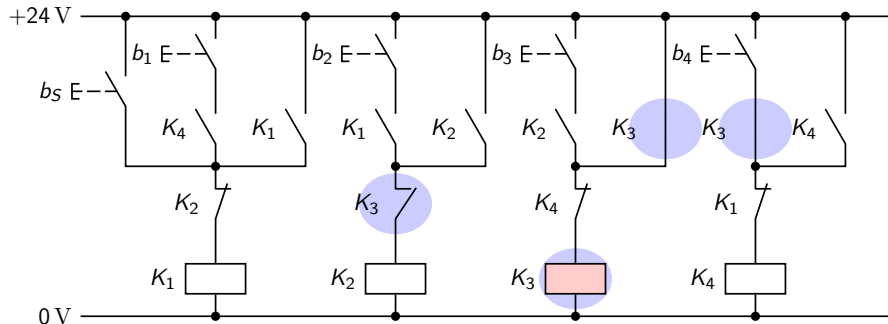 +24 V
b1 b2 b3 b4
bS
K4 K1 K1 K2 K2 K3 K3 K4
K2 K3 K4 K1
K1 K2 K3 K4
0 V